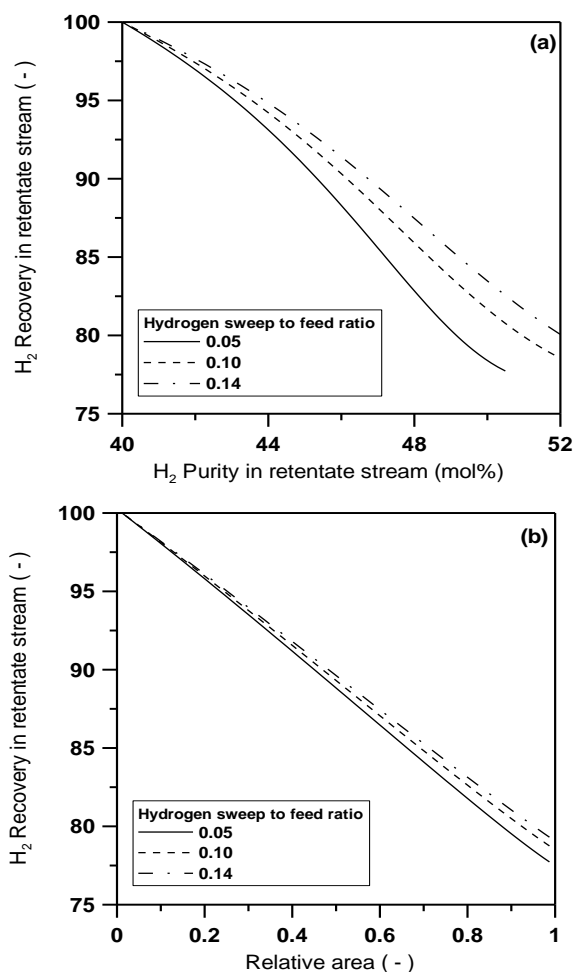 (a)
H₂ Recovery in retentate stream ( - )
100
95
90
85
80
75
Hydrogen sweep to feed ratio
0.05
0.10
0.14
40 44 48 52
H₂ Purity in retentate stream (mol%)
(b)
H₂ Recovery in retentate stream ( - )
100
95
90
85
80
75
Hydrogen sweep to feed ratio
0.05
0.10
0.14
0 0.2 0.4 0.6 0.8 1
Relative area ( - )